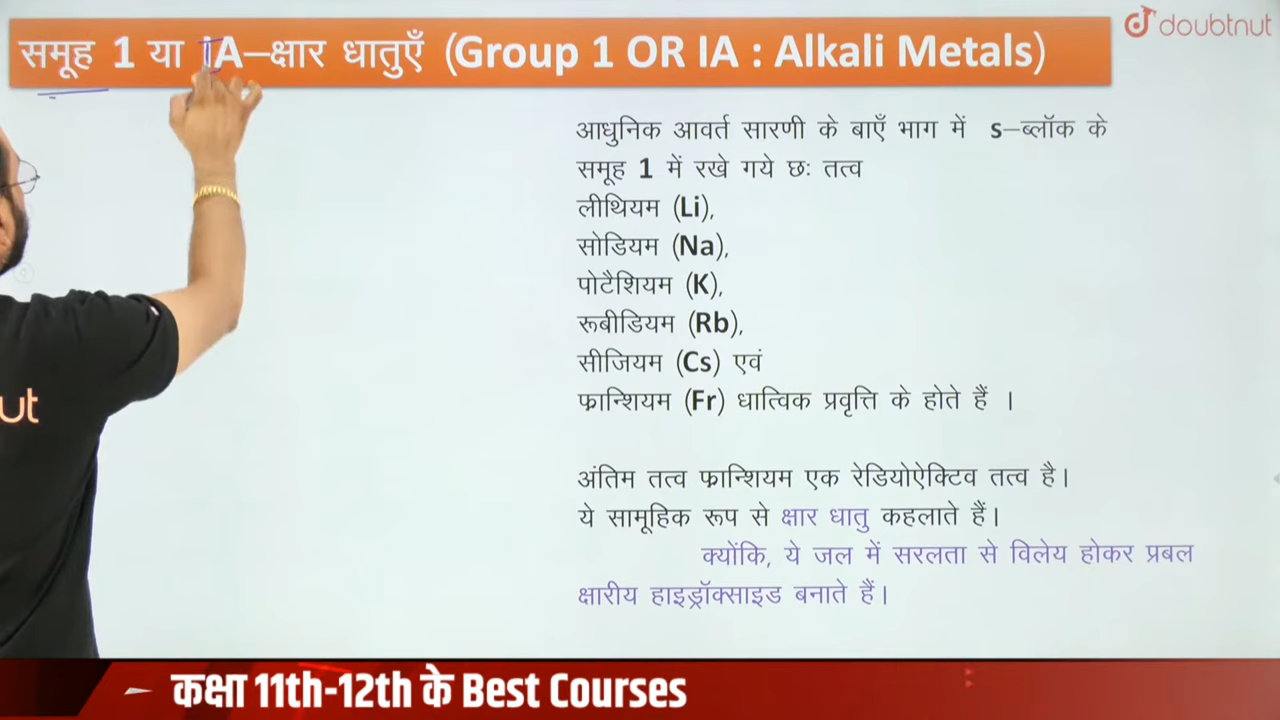 समूह 1 या IA–क्षार धातुएँ (Group 1 OR IA : Alkali Metals)
doubtnut
आधुनिक आवर्त सारणी के बाएँ भाग में s–ब्लॉक के
समूह 1 में रखे गये छः तत्व
लीथियम (Li),
सोडियम (Na),
पोटैशियम (K),
रूबीडियम (Rb),
सीजियम (Cs) एवं
फ्रान्शियम (Fr) धात्विक प्रवृत्ति के होते हैं ।
अंतिम तत्व फ्रान्शियम एक रेडियोऐक्टिव तत्व है।
ये सामूहिक रूप से क्षार धातु कहलाते हैं।
क्योंकि, ये जल में सरलता से विलेय होकर प्रबल
क्षारीय हाइड्रॉक्साइड बनाते हैं।
ut
कक्षा 11th-12th के Best Courses